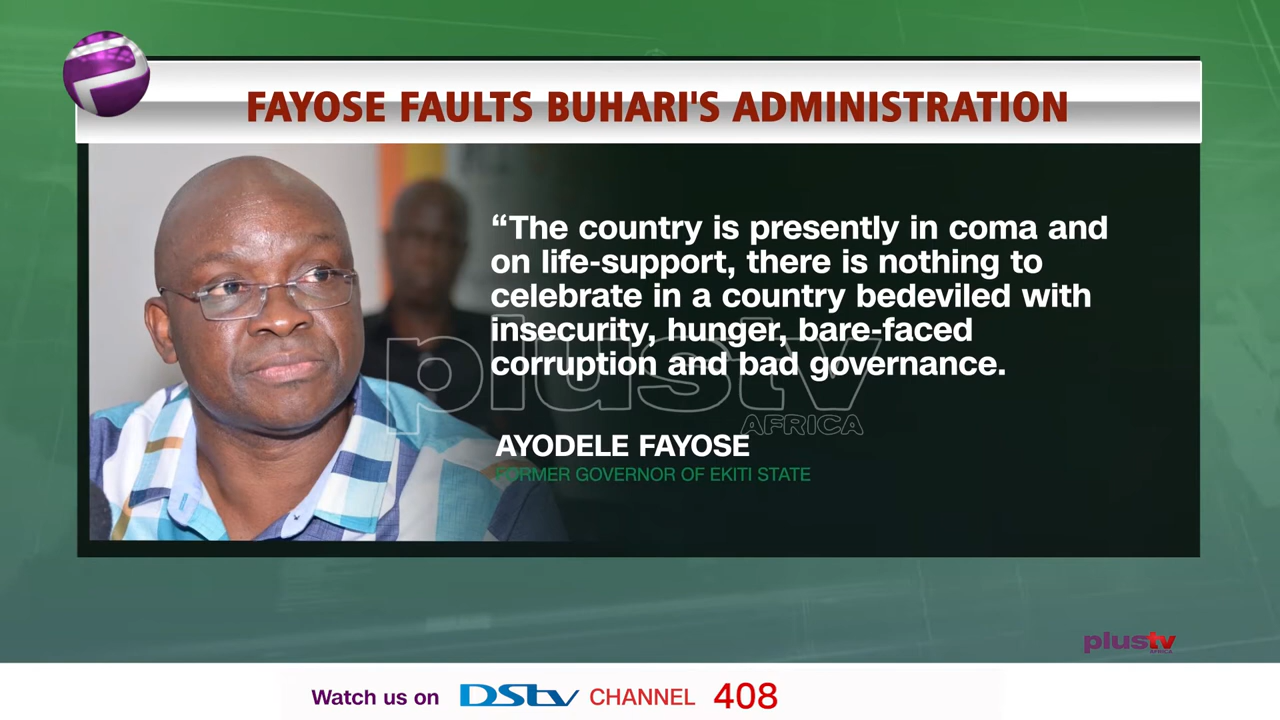 FAYOSE FAULTS BUHARI'S ADMINISTRATION
“The country is presently in coma and
on life-support, there is nothing to
celebrate in a country bedeviled with
insecurity, hunger, bare-faced
corruption and bad governance.
plustv
AFRICA
AYODELE FAYOSE
FORMER GOVERNOR OF EKITI STATE
plustv
AFRICA
Watch us on DStv CHANNEL 408